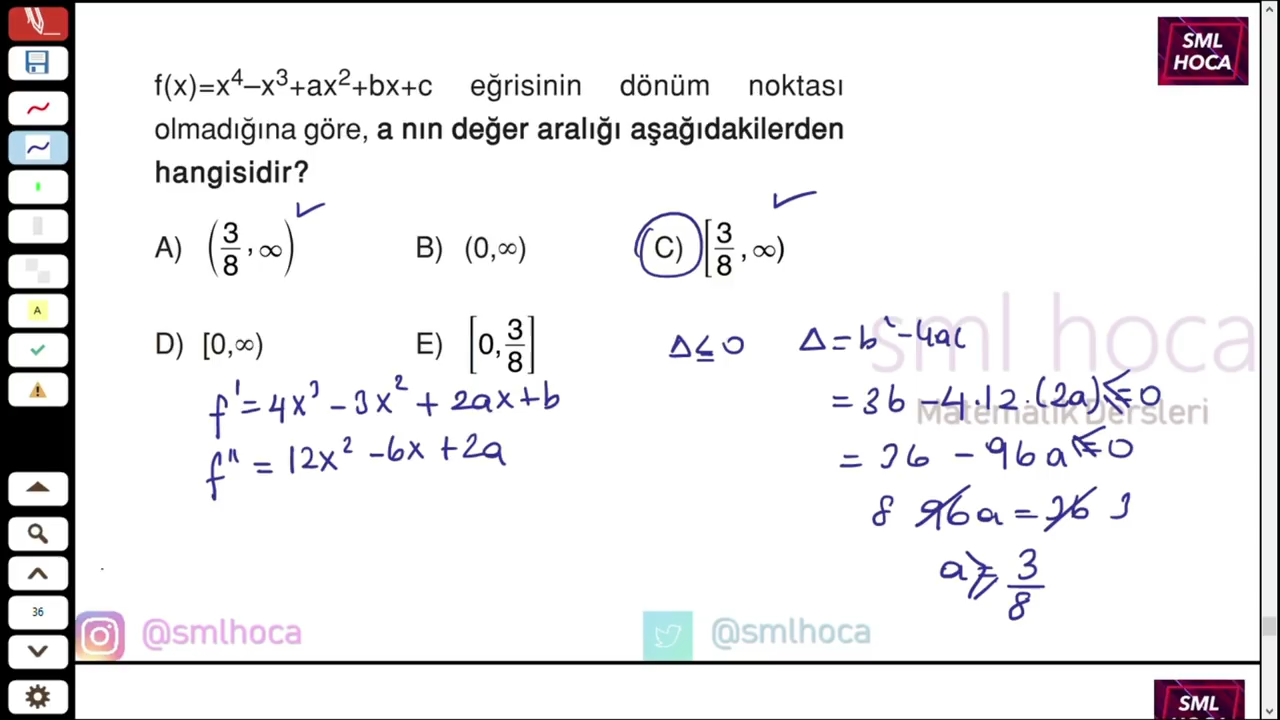 SML
HOCA
f(x)=x⁴–x³+ax²+bx+c eğrisinin dönüm noktası
olmadığına göre, a nın değer aralığı aşağıdakilerden
hangisidir?
A) (3/8, ∞) ✓
B) (0,∞)
C) [3/8, ∞) ✓
D) [0,∞)
E) [0, 3/8]
sml hoca
Matematik Dersleri
Δ ≤ 0
f' = 4x³ – 3x² + 2ax + b
f'' = 12x² – 6x + 2a
Δ = b² – 4ac
= 36 – 4·12·(2a) ≤ 0
= 36 – 96a ≤ 0
8 96a = 36 3
a ≥ 3/8
A
36
@smlhoca
@smlhoca
SML